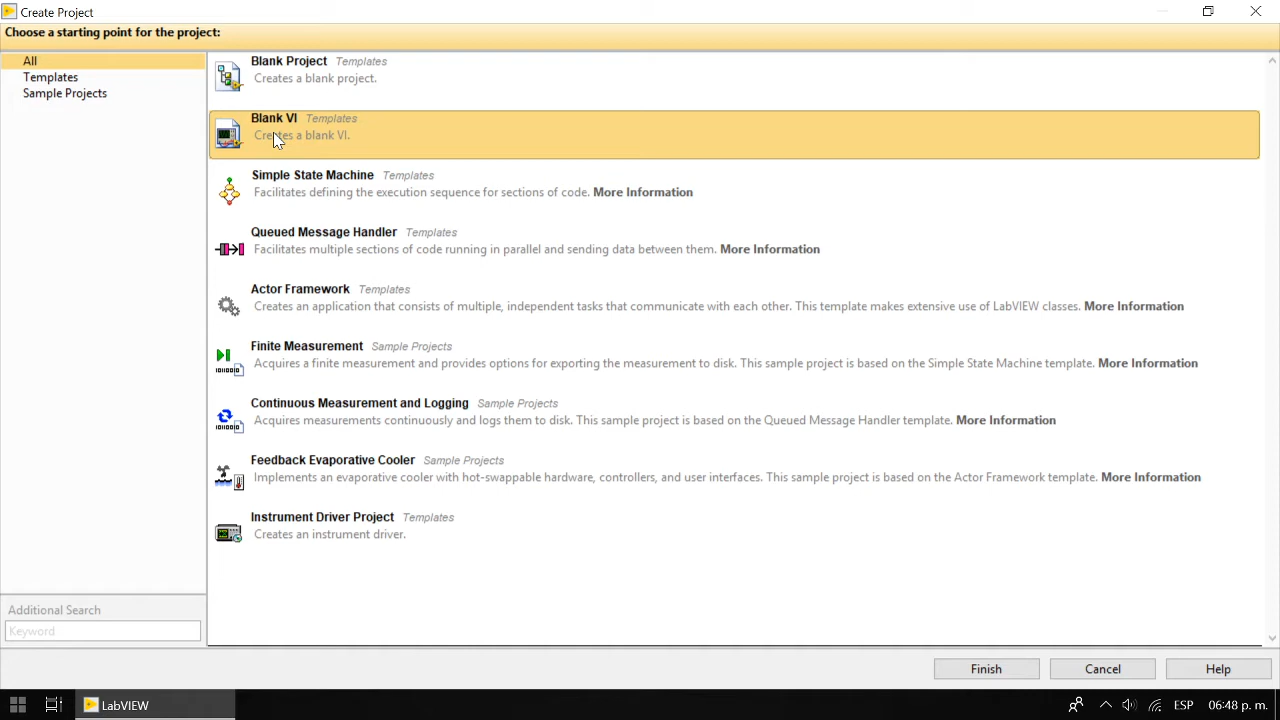 Create Project
Choose a starting point for the project:
All
Templates
Sample Projects
Blank Project Templates
Creates a blank project.
Blank VI Templates
Creates a blank VI.
Simple State Machine Templates
Facilitates defining the execution sequence for sections of code. More Information
Queued Message Handler Templates
Facilitates multiple sections of code running in parallel and sending data between them. More Information
Actor Framework Templates
Creates an application that consists of multiple, independent tasks that communicate with each other. This template makes extensive use of LabVIEW classes. More Information
Finite Measurement Sample Projects
Acquires a finite measurement and provides options for exporting the measurement to disk. This sample project is based on the Simple State Machine template. More Information
Continuous Measurement and Logging Sample Projects
Acquires measurements continuously and logs them to disk. This sample project is based on the Queued Message Handler template. More Information
Feedback Evaporative Cooler Sample Projects
Implements an evaporative cooler with hot-swappable hardware, controllers, and user interfaces. This sample project is based on the Actor Framework template. More Information
Instrument Driver Project Templates
Creates an instrument driver.
Additional Search
Keyword
Finish
Cancel
Help
LabVIEW
ESP
06:48 p. m.